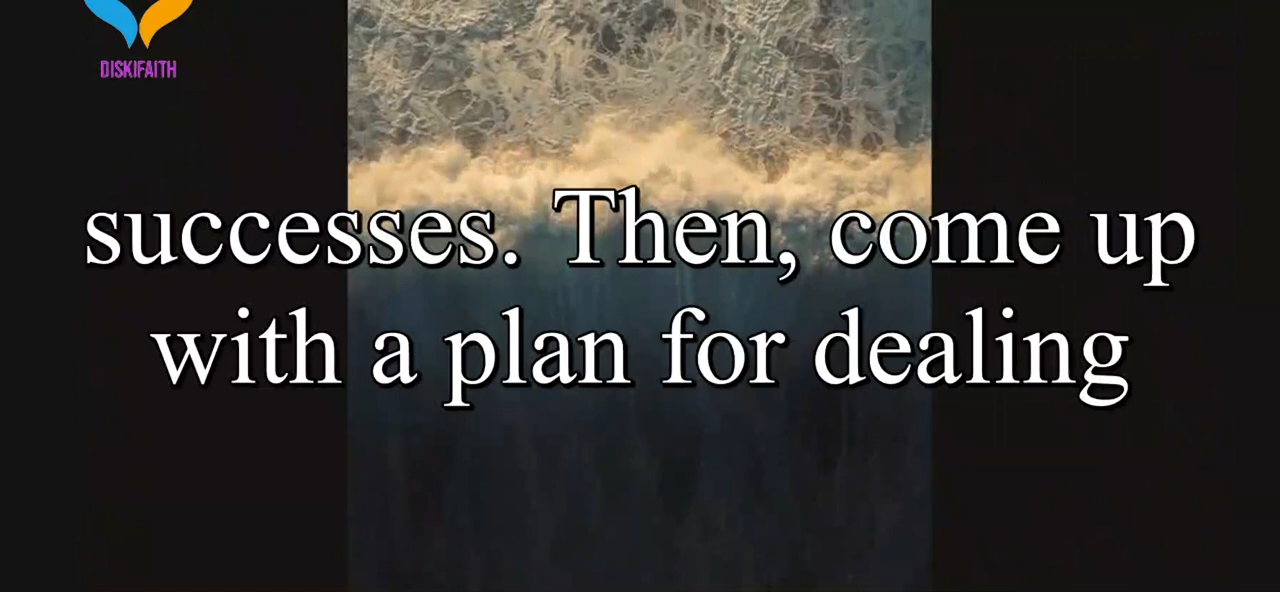 DISKIFAITH
successes. Then, come up
with a plan for dealing